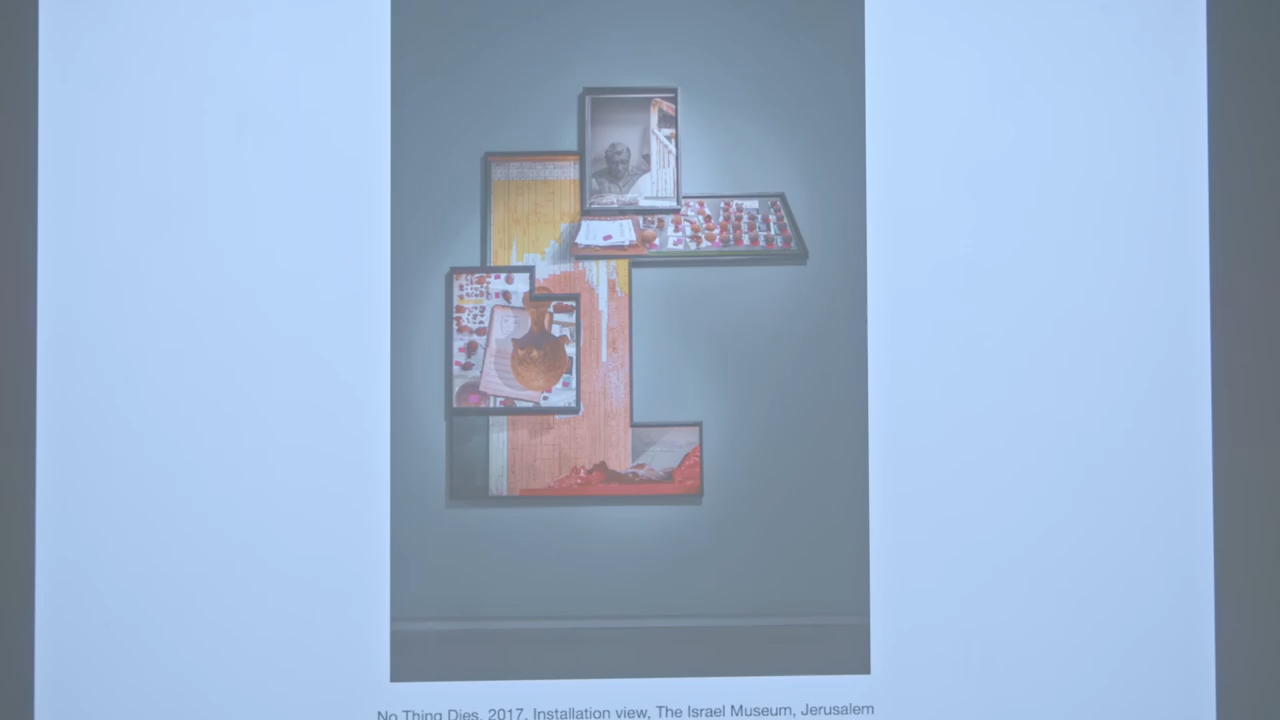 No Thing Dies, 2017, Installation view, The Israel Museum, Jerusalem